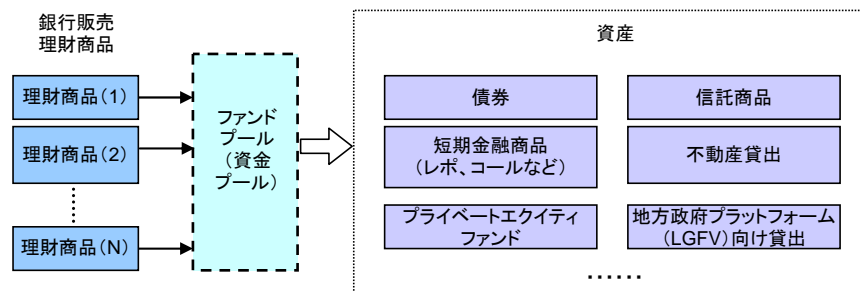 銀行販売
理財商品
理財商品(1)
理財商品(2)
理財商品(N)
ファンド
プール
(資金
プール)
資産
債券
信託商品
短期金融商品
(レポ、コールなど)
不動産貸出
プライベートエクイティ
ファンド
地方政府プラットフォーム
(LGFV)向け貸出
……